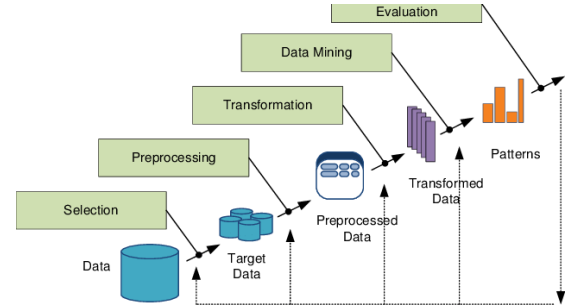 Evaluation
Data Mining
Transformation
Preprocessing
Selection
Data
Target
Data
Preprocessed
Data
Transformed
Data
Patterns